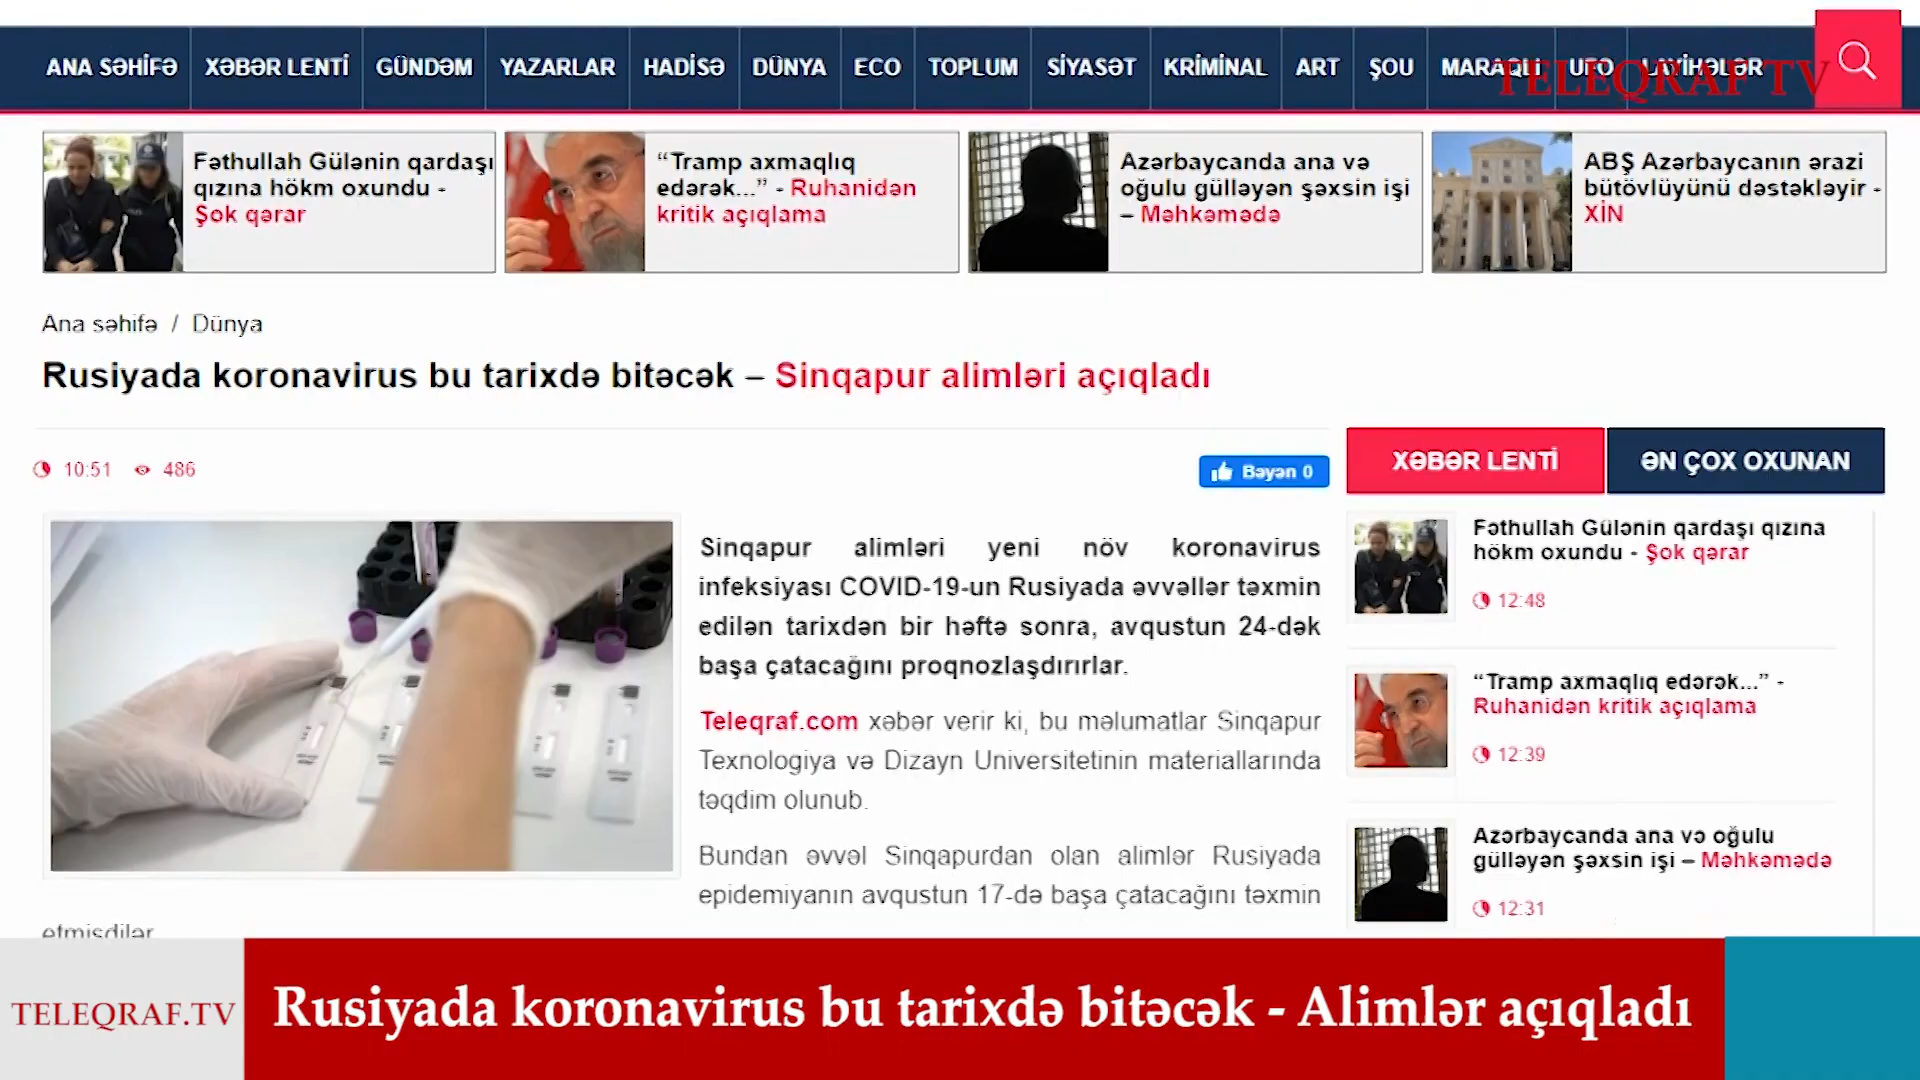 ANA SƏHİFƏ XƏBƏR LENTİ GÜNDƏM YAZARLAR HADİSƏ DÜNYA ECO TOPLUM SİYASƏT KRİMİNAL ART ŞOU MARAQLI UFO LAYİHƏLƏR
TELEQRAF TV
Fəthullah Gülənin qardaşı
qızına hökm oxundu -
Şok qərar
“Tramp axmaqlıq
edərək...” - Ruhanidən
kritik açıqlama
Azərbaycanda ana və
oğulu güllləyən şəxsin işi
– Məhkəmədə
ABŞ Azərbaycanın ərazi
bütövlüyünü dəstəkləyir -
XİN
Ana səhifə / Dünya
Rusiyada koronavirus bu tarixdə bitəcək – Sinqapur alimləri açıqladı
10:51 486
Bəyən 0
XƏBƏR LENTİ ƏN ÇOX OXUNAN
Sinqapur alimləri yeni növ koronavirus
infeksiyası COVID-19-un Rusiyada əvvəllər təxmin
edilən tarixdən bir həftə sonra, avqustun 24-dək
başa çatacağını proqnozlaşdırırlar.
Teleqraf.com xəbər verir ki, bu məlumatlar Sinqapur
Texnologiya və Dizayn Universitetinin materiallarında
təqdim olunub.
Bundan əvvəl Sinqapurdan olan alimlər Rusiyada
epidemiyanın avqustun 17-də başa çatacağını təxmin
etmişdilər
Fəthullah Gülənin qardaşı qızına
hökm oxundu - Şok qərar
12:48
“Tramp axmaqlıq edərək...” -
Ruhanidən kritik açıqlama
12:39
Azərbaycanda ana və oğulu
güllləyən şəxsin işi – Məhkəmədə
12:31
TELEQRAF.TV
Rusiyada koronavirus bu tarixdə bitəcək - Alimlər açıqladı